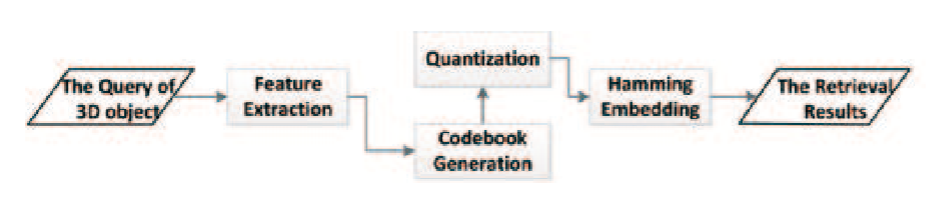 The Query of
3D object
Feature
Extraction
Codebook
Generation
Quantization
Hamming
Embedding
The Retrieval
Results